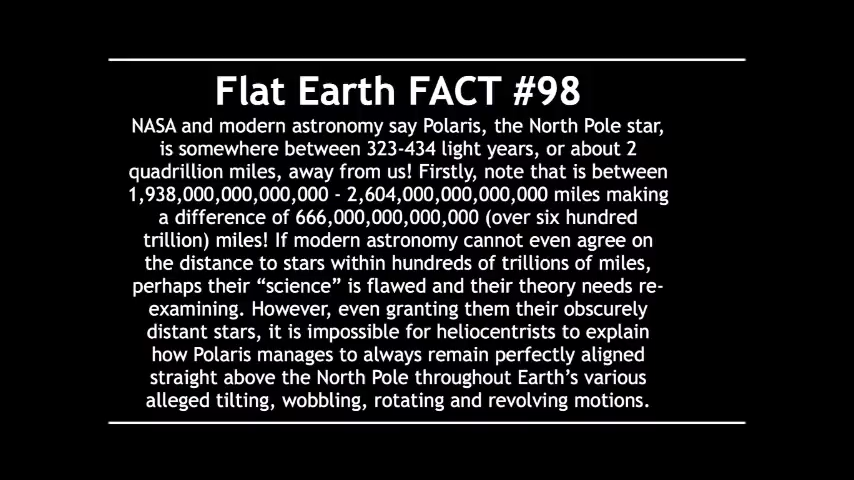 Flat Earth FACT #98
NASA and modern astronomy say Polaris, the North Pole star,
is somewhere between 323-434 light years, or about 2
quadrillion miles, away from us! Firstly, note that is between
1,938,000,000,000,000 - 2,604,000,000,000,000 miles making
a difference of 666,000,000,000,000 (over six hundred
trillion) miles! If modern astronomy cannot even agree on
the distance to stars within hundreds of trillions of miles,
perhaps their “science” is flawed and their theory needs re-
examining. However, even granting them their obscurely
distant stars, it is impossible for heliocentrists to explain
how Polaris manages to always remain perfectly aligned
straight above the North Pole throughout Earth’s various
alleged tilting, wobbling, rotating and revolving motions.